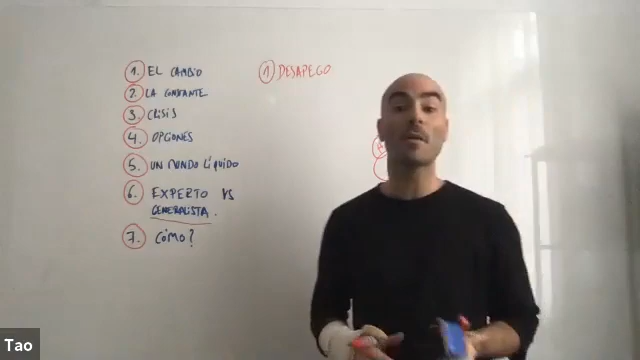 1. EL CAMBIO
2. LA CONSTANTE
3. CRISIS
4. OPCIONES
5. UN MUNDO LÍQUIDO
6. EXPERTO VS
GENERALISTA.
7. CÓMO?
1 DESAPEGO
Tao